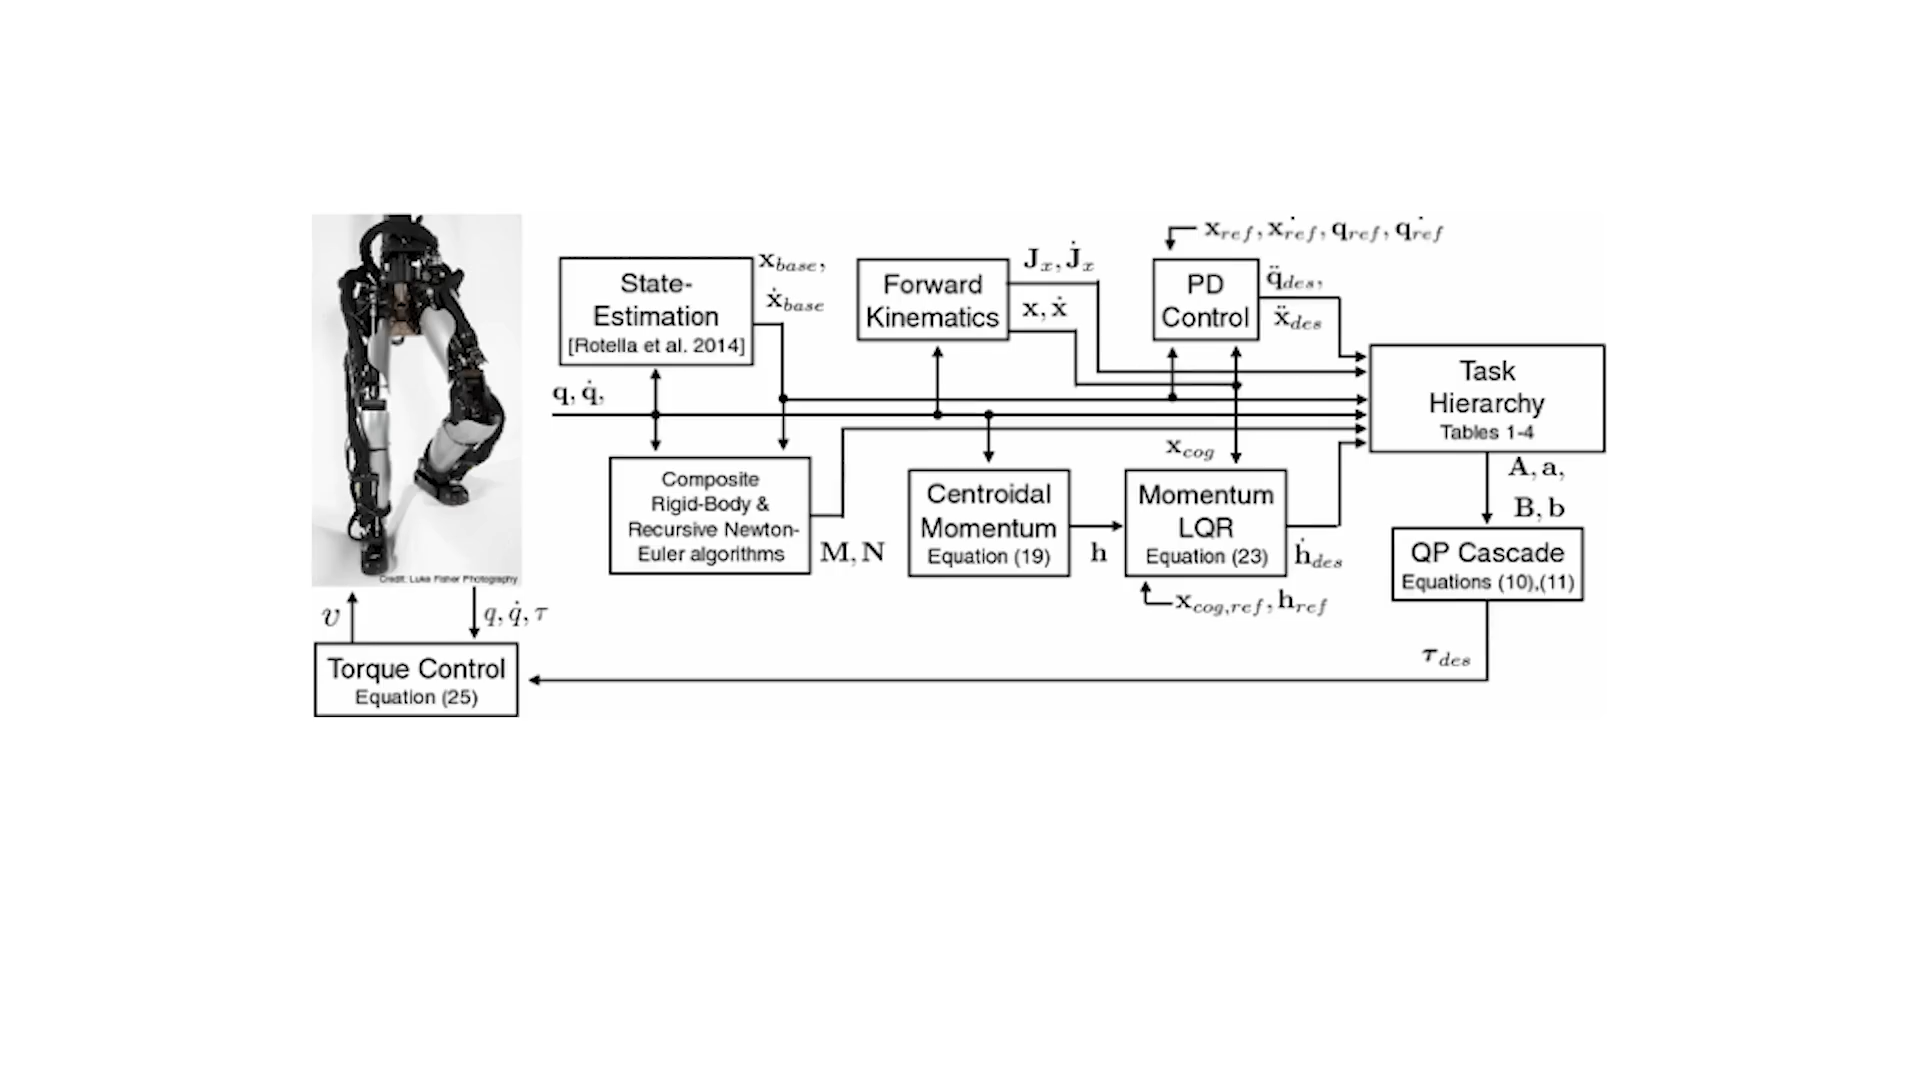 x_ref, ẋ_ref, q_ref, q̇_ref
State-
Estimation
[Rotella et al. 2014]
x_base,
ẋ_base
Forward
Kinematics
J_x, J̇_x
x, ẋ
PD
Control
q̈_des,
ẍ_des
Task
Hierarchy
Tables 1-4
q, q̇,
x_cog
Composite
Rigid-Body &
Recursive Newton-
Euler algorithms
M, N
Centroidal
Momentum
Equation (19)
h
Momentum
LQR
Equation (23)
ḣ_des
x_cog,ref, h_ref
A, a,
B, b
QP Cascade
Equations (10),(11)
Credit: Luke Fisher Photography
v
q, q̇, τ
Torque Control
Equation (25)
τ_des